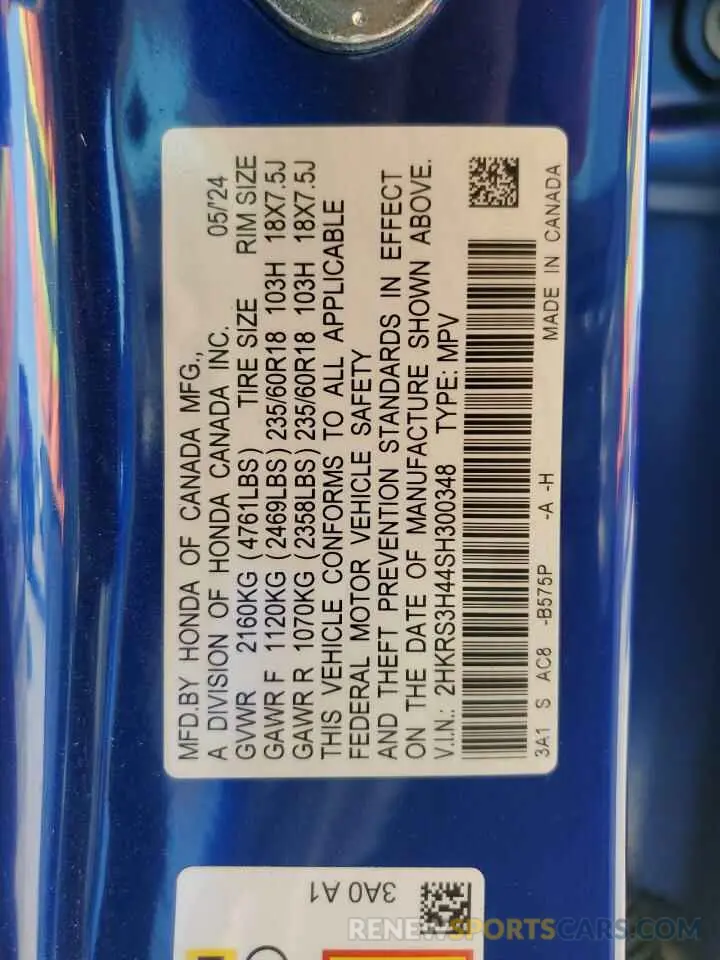 MFD.BY HONDA OF CANADA MFG.,
A DIVISION OF HONDA CANADA INC. 05/'24
GVWR 2160KG (4761LBS) TIRE SIZE RIM SIZE
GAWR F 1120KG (2469LBS) 235/60R18 103H 18X7.5J
GAWR R 1070KG (2358LBS) 235/60R18 103H 18X7.5J
THIS VEHICLE CONFORMS TO ALL APPLICABLE
FEDERAL MOTOR VEHICLE SAFETY
AND THEFT PREVENTION STANDARDS IN EFFECT
ON THE DATE OF MANUFACTURE SHOWN ABOVE.
V.I.N.: 2HKRS3H44SH300348 TYPE: MPV
3A1 S AC8 -B575P -A -H MADE IN CANADA
3A0 A1
RENEWSPORTSCARS.COM